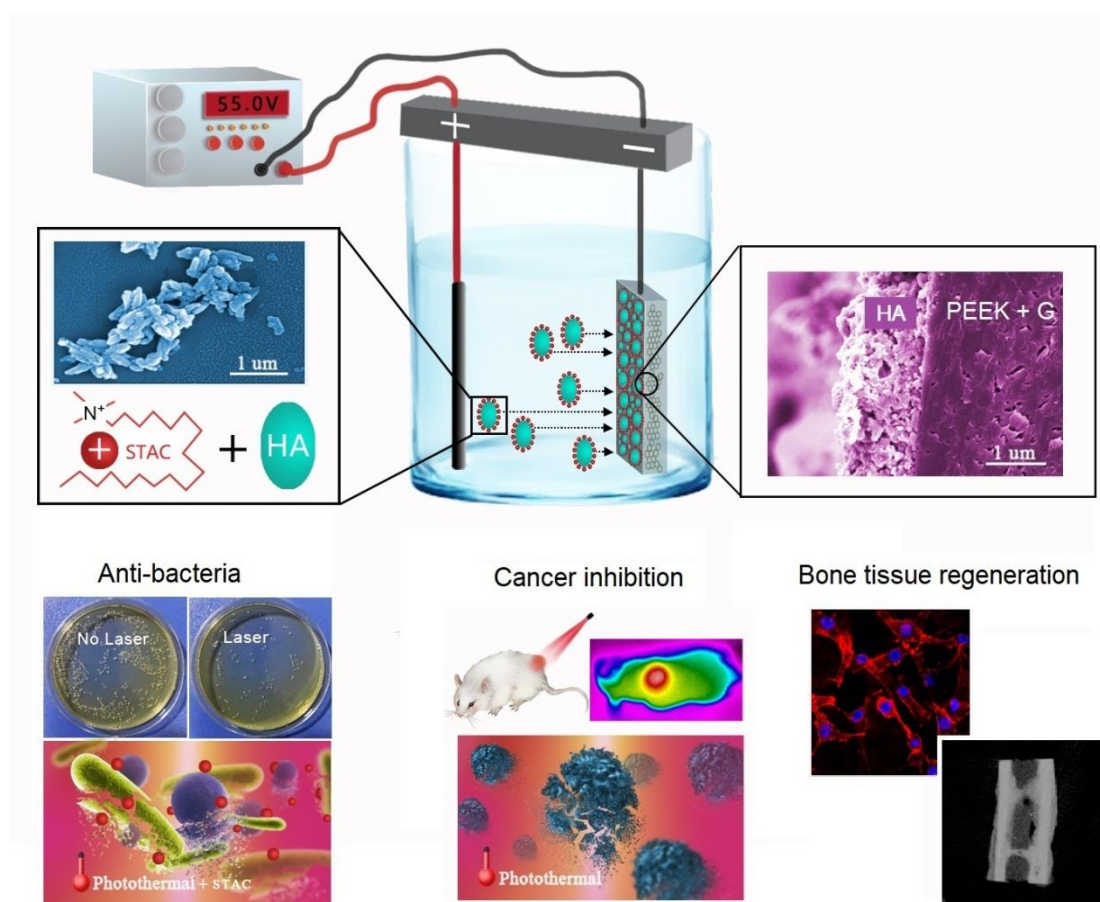 55.0V
+
−
1 um
N⁺
+ STAC + HA
HA PEEK + G
1 um
Anti-bacteria
Cancer inhibition
Bone tissue regeneration
No Laser
Laser
Photothermal + STAC
Photothermal